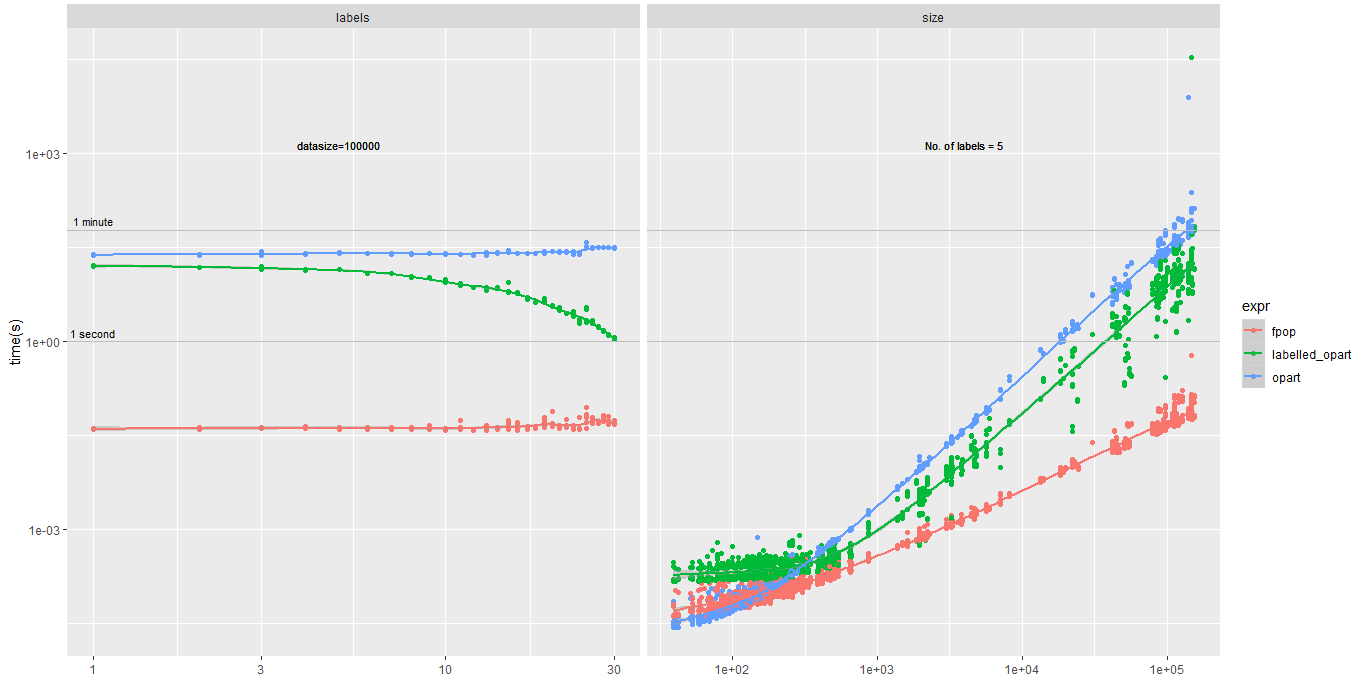 labels
size
datasize=100000
No. of labels = 5
1e+03
1 minute
1 second
1e+00
1e-03
time(s)
1
3
10
30
1e+02
1e+03
1e+04
1e+05
expr
fpop
labelled_opart
opart